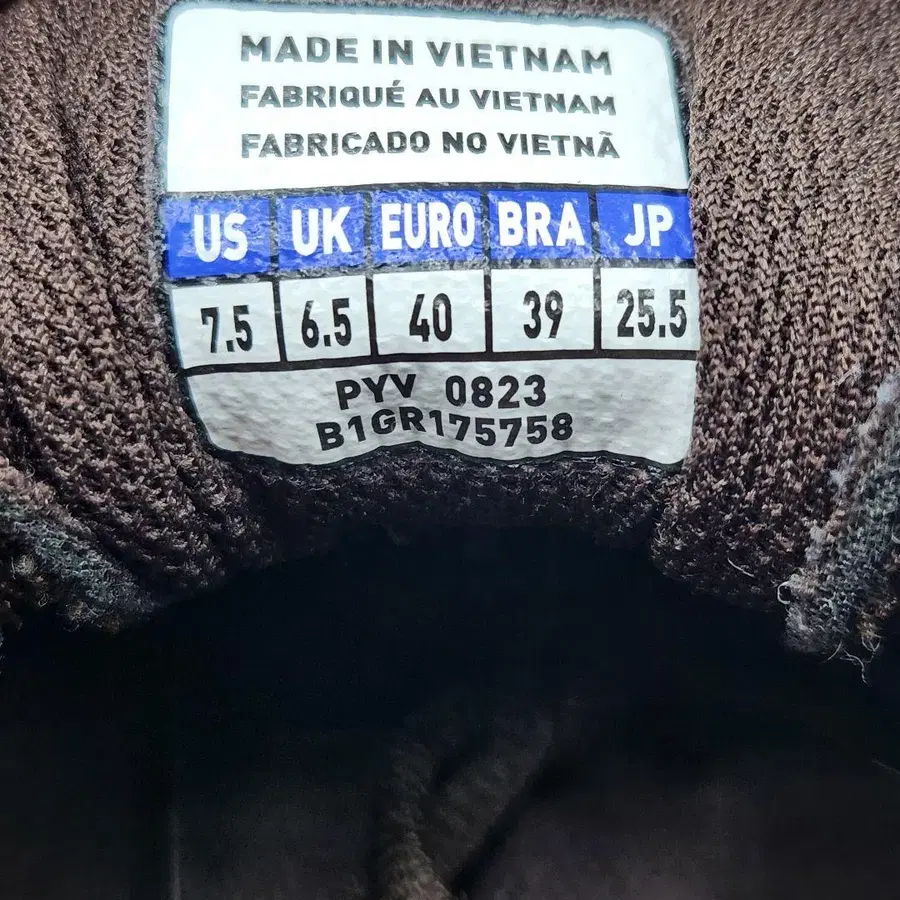 MADE IN VIETNAM
FABRIQUÉ AU VIETNAM
FABRICADO NO VIETNÃ
US UK EURO BRA JP
7.5 6.5 40 39 25.5
PYV 0823
B1GR175758